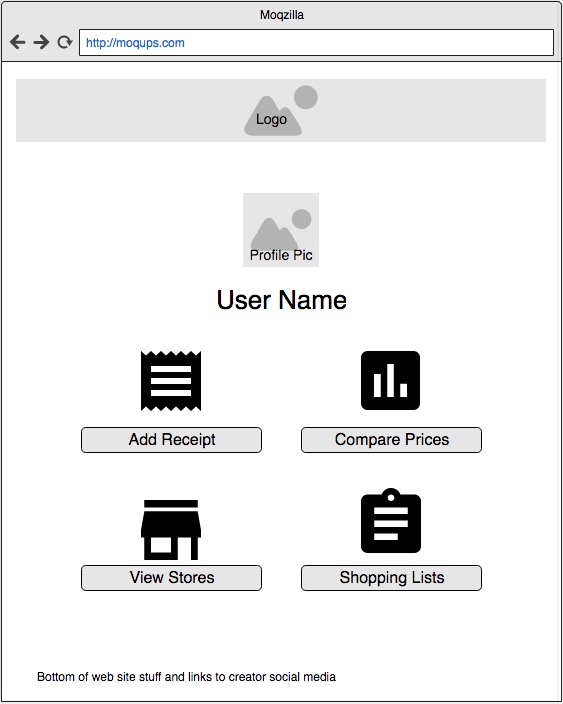 Moqzilla
http://moqups.com
Logo
Profile Pic
User Name
Add Receipt
Compare Prices
View Stores
Shopping Lists
Bottom of web site stuff and links to creator social media